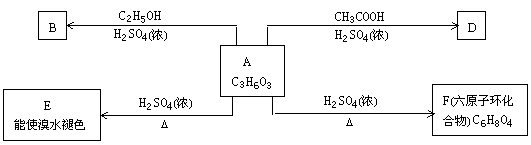 B
C₂H₅OH
H₂SO₄(浓)
CH₃COOH
H₂SO₄(浓)
D
A
C₃H₆O₃
E
能使溴水褪色
H₂SO₄(浓)
Δ
H₂SO₄(浓)
Δ
F(六原子环化
合物)C₆H₈O₄